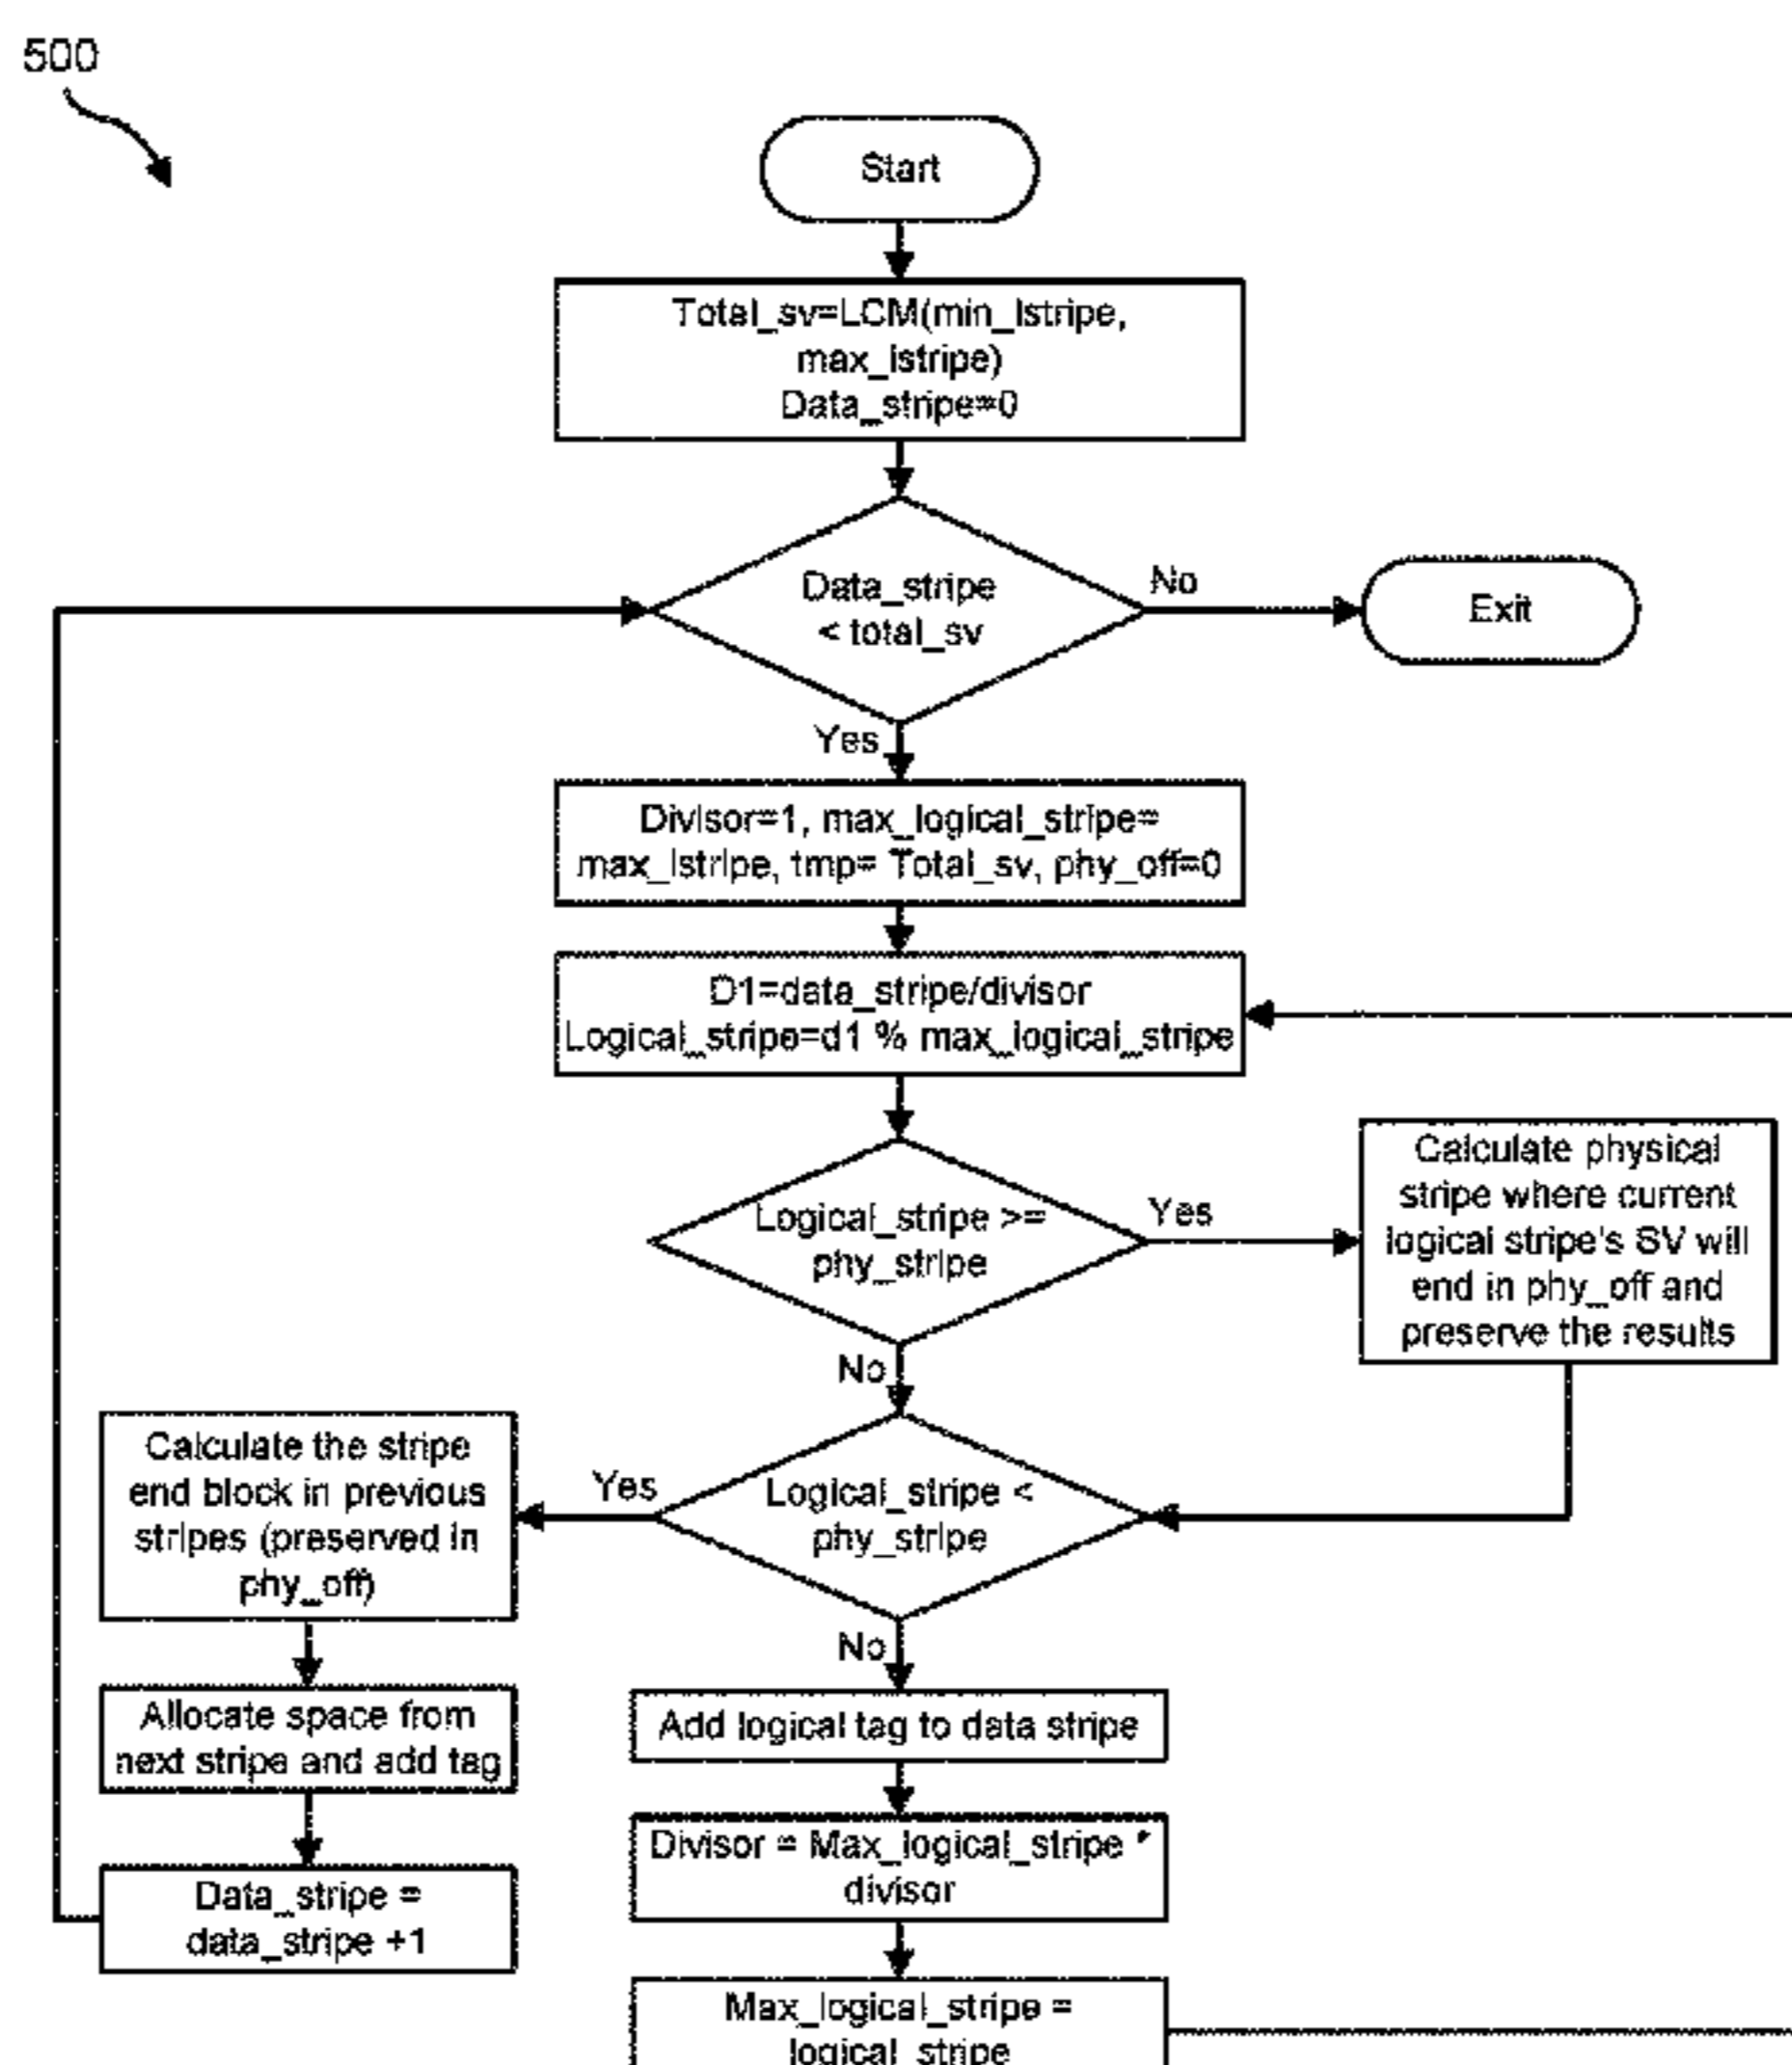 500
Start
Total_sv=LCM(min_lstripe,
max_lstripe)
Data_stripe=0
Data_stripe
< total_sv
No
Exit
Yes
Divisor=1, max_logical_stripe=
max_lstripe, tmp= Total_sv, phy_off=0
D1=data_stripe/divisor
Logical_stripe=d1 % max_logical_stripe
Logical_stripe >=
phy_stripe
Yes
Calculate physical
stripe where current
logical stripe's SV will
end in phy_off and
preserve the results
No
Logical_stripe <
phy_stripe
Yes
Calculate the stripe
end block in previous
stripes (preserved in
phy_off)
No
Allocate space from
next stripe and add tag
Add logical tag to data stripe
Divisor = Max_logical_stripe *
divisor
Data_stripe =
data_stripe +1
Max_logical_stripe =
logical_stripe